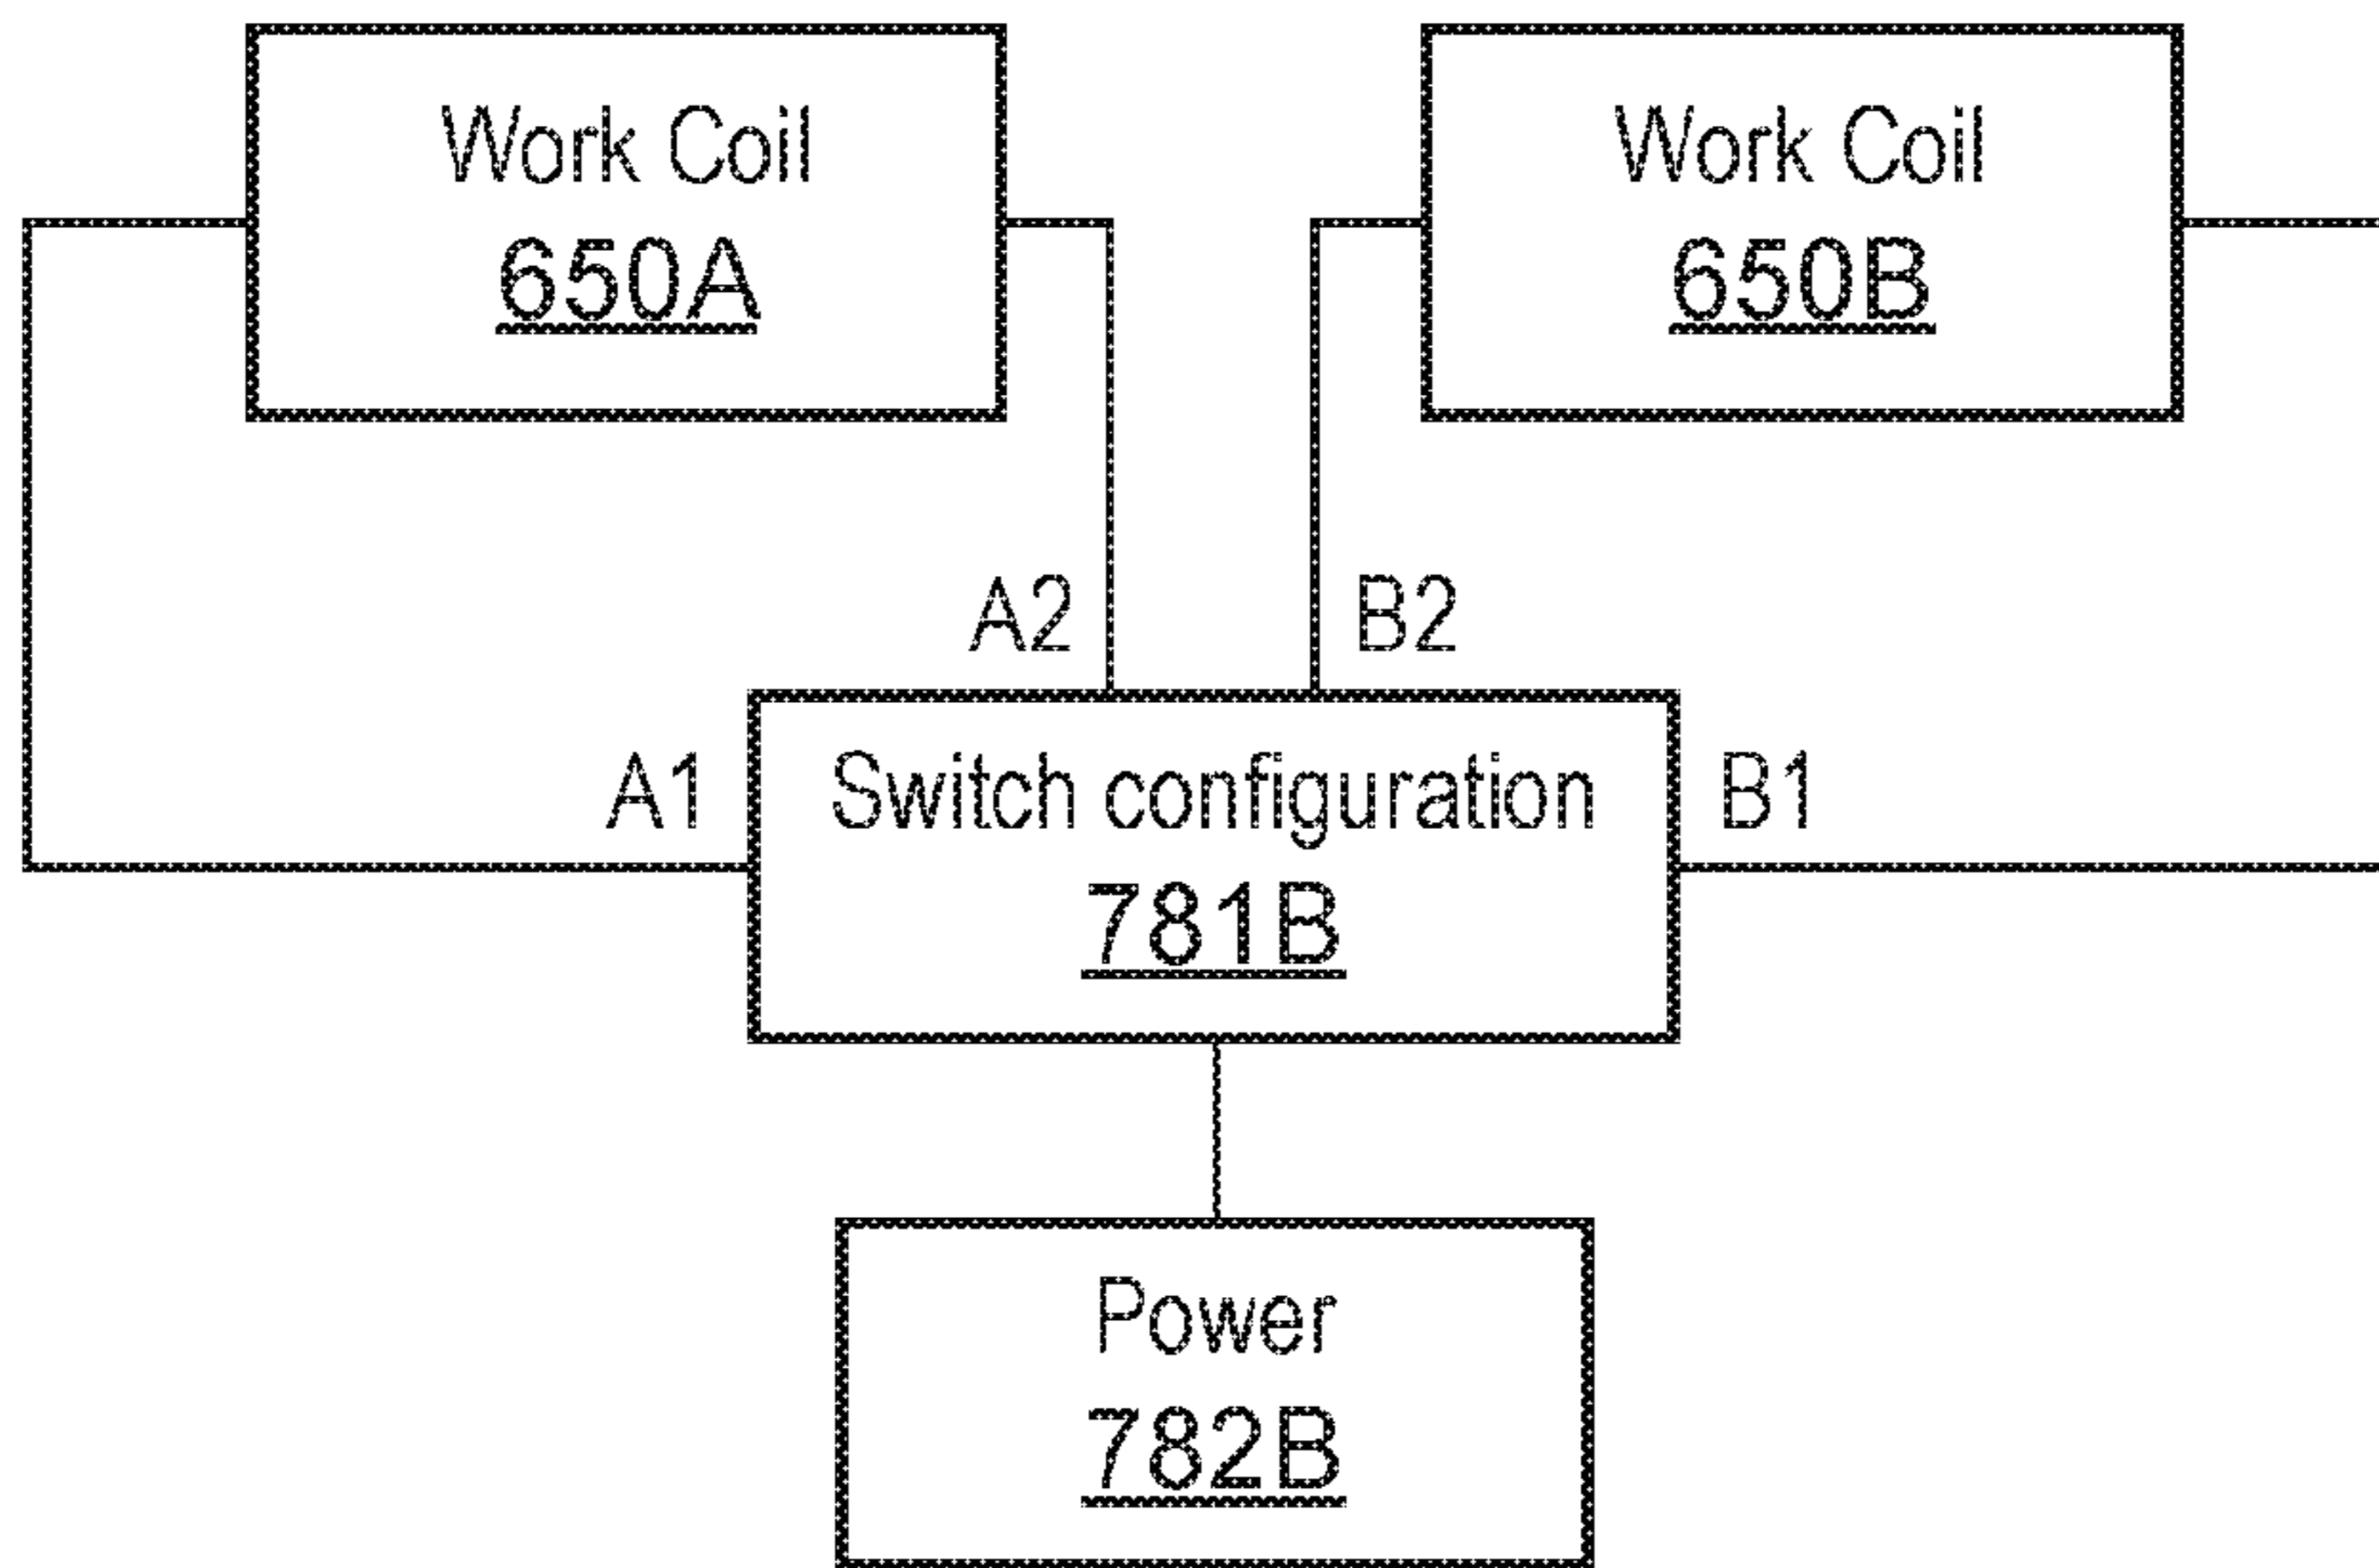 Work Coil
650A
Work Coil
650B
A2
B2
A1
Switch configuration
781B
B1
Power
782B